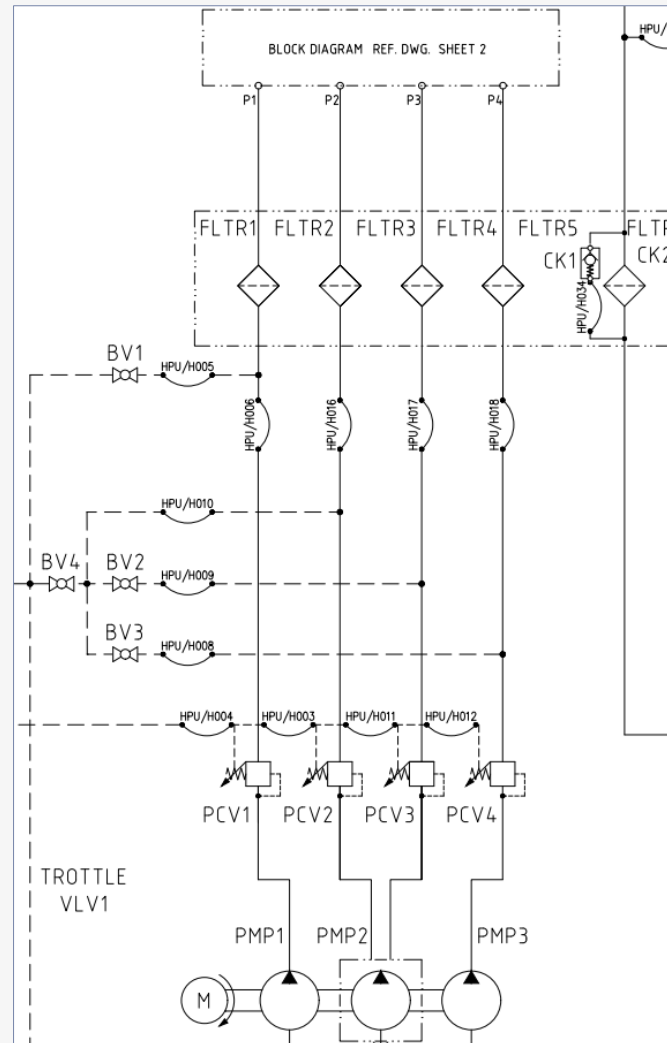 HPU/
BLOCK DIAGRAM REF. DWG. SHEET 2
P1 P2 P3 P4
FLTR1 FLTR2 FLTR3 FLTR4 FLTR5 FLTR
CK1 CK2
HPU/H034
BV1 HPU/H005
HPU/H006 HPU/H016 HPU/H017 HPU/H018
HPU/H010
BV4 BV2 HPU/H009
BV3 HPU/H008
HPU/H004 HPU/H003 HPU/H011 HPU/H012
PCV1 PCV2 PCV3 PCV4
TROTTLE
VLV1
PMP1 PMP2 PMP3
M